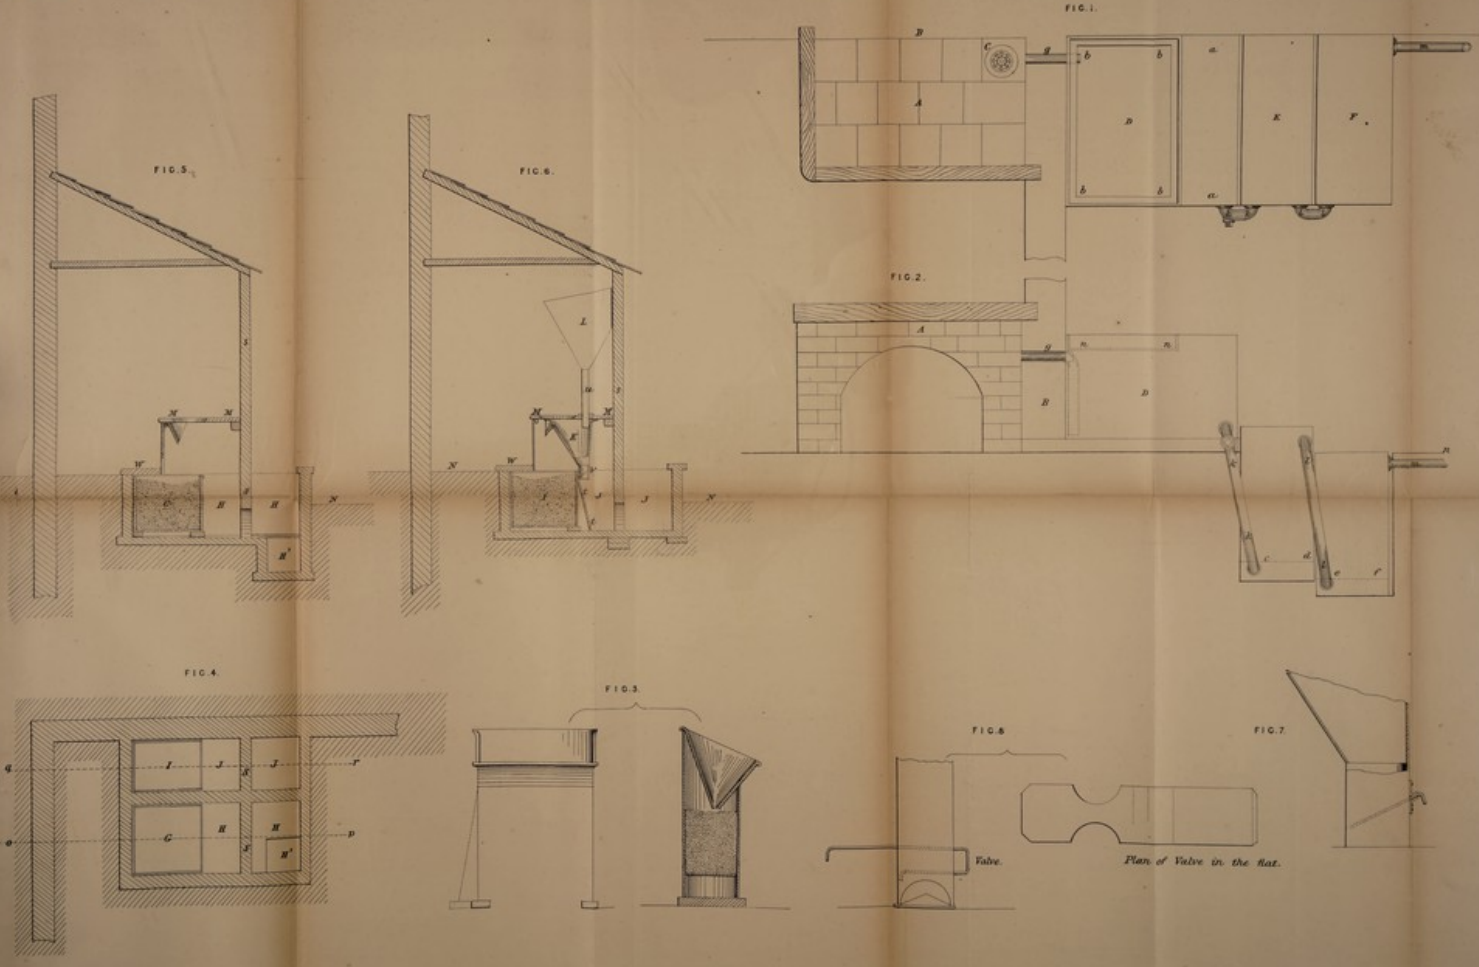 FIG.1.
B
C
g
b
b
a
m
A
D
E
F
b
b
a
FIG.5.
FIG.6.
FIG.2.
A
g
n
n
B
D
s
L
u
s
M
M
M
M
K
W
W
N
n
m
k
l
G
H
S
H
N
I
J
J
N
t
t
H'
k
c
d
l
e
f
FIG.4.
FIG.3.
FIG.8
FIG.7.
q
I
J
S
J
r
o
G
H
H
p
S
H'
Valve.
Plan of Valve in the flat.